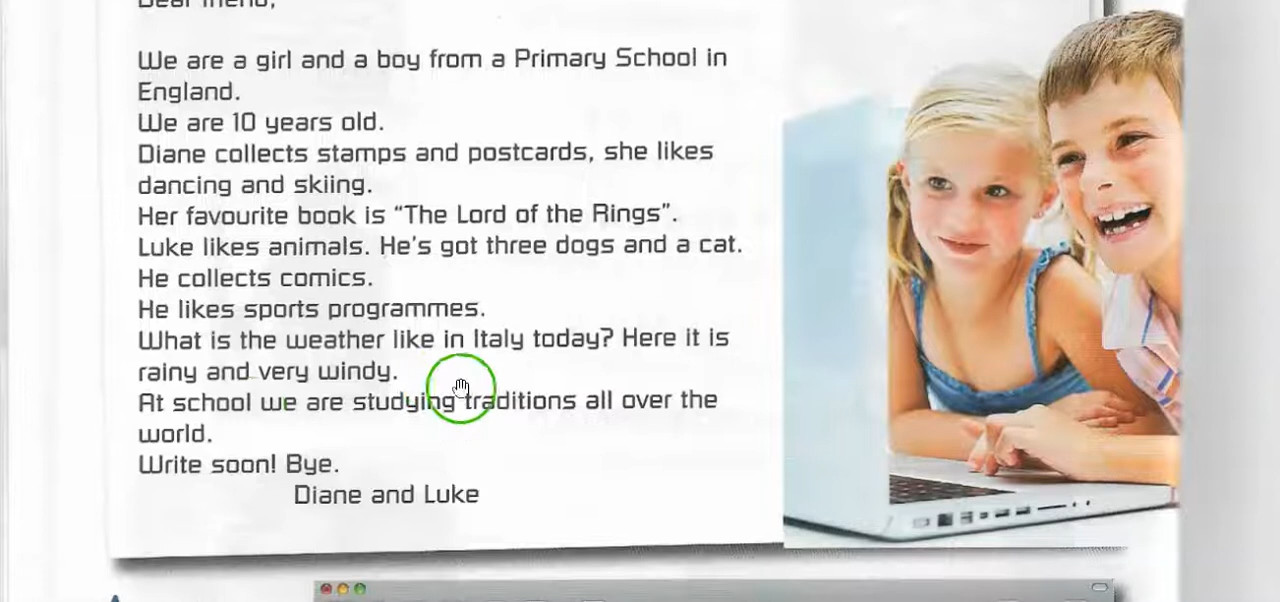 Dear friend,
We are a girl and a boy from a Primary School in
England.
We are 10 years old.
Diane collects stamps and postcards, she likes
dancing and skiing.
Her favourite book is “The Lord of the Rings”.
Luke likes animals. He's got three dogs and a cat.
He collects comics.
He likes sports programmes.
What is the weather like in Italy today? Here it is
rainy and very windy.
At school we are studying traditions all over the
world.
Write soon! Bye.
Diane and Luke